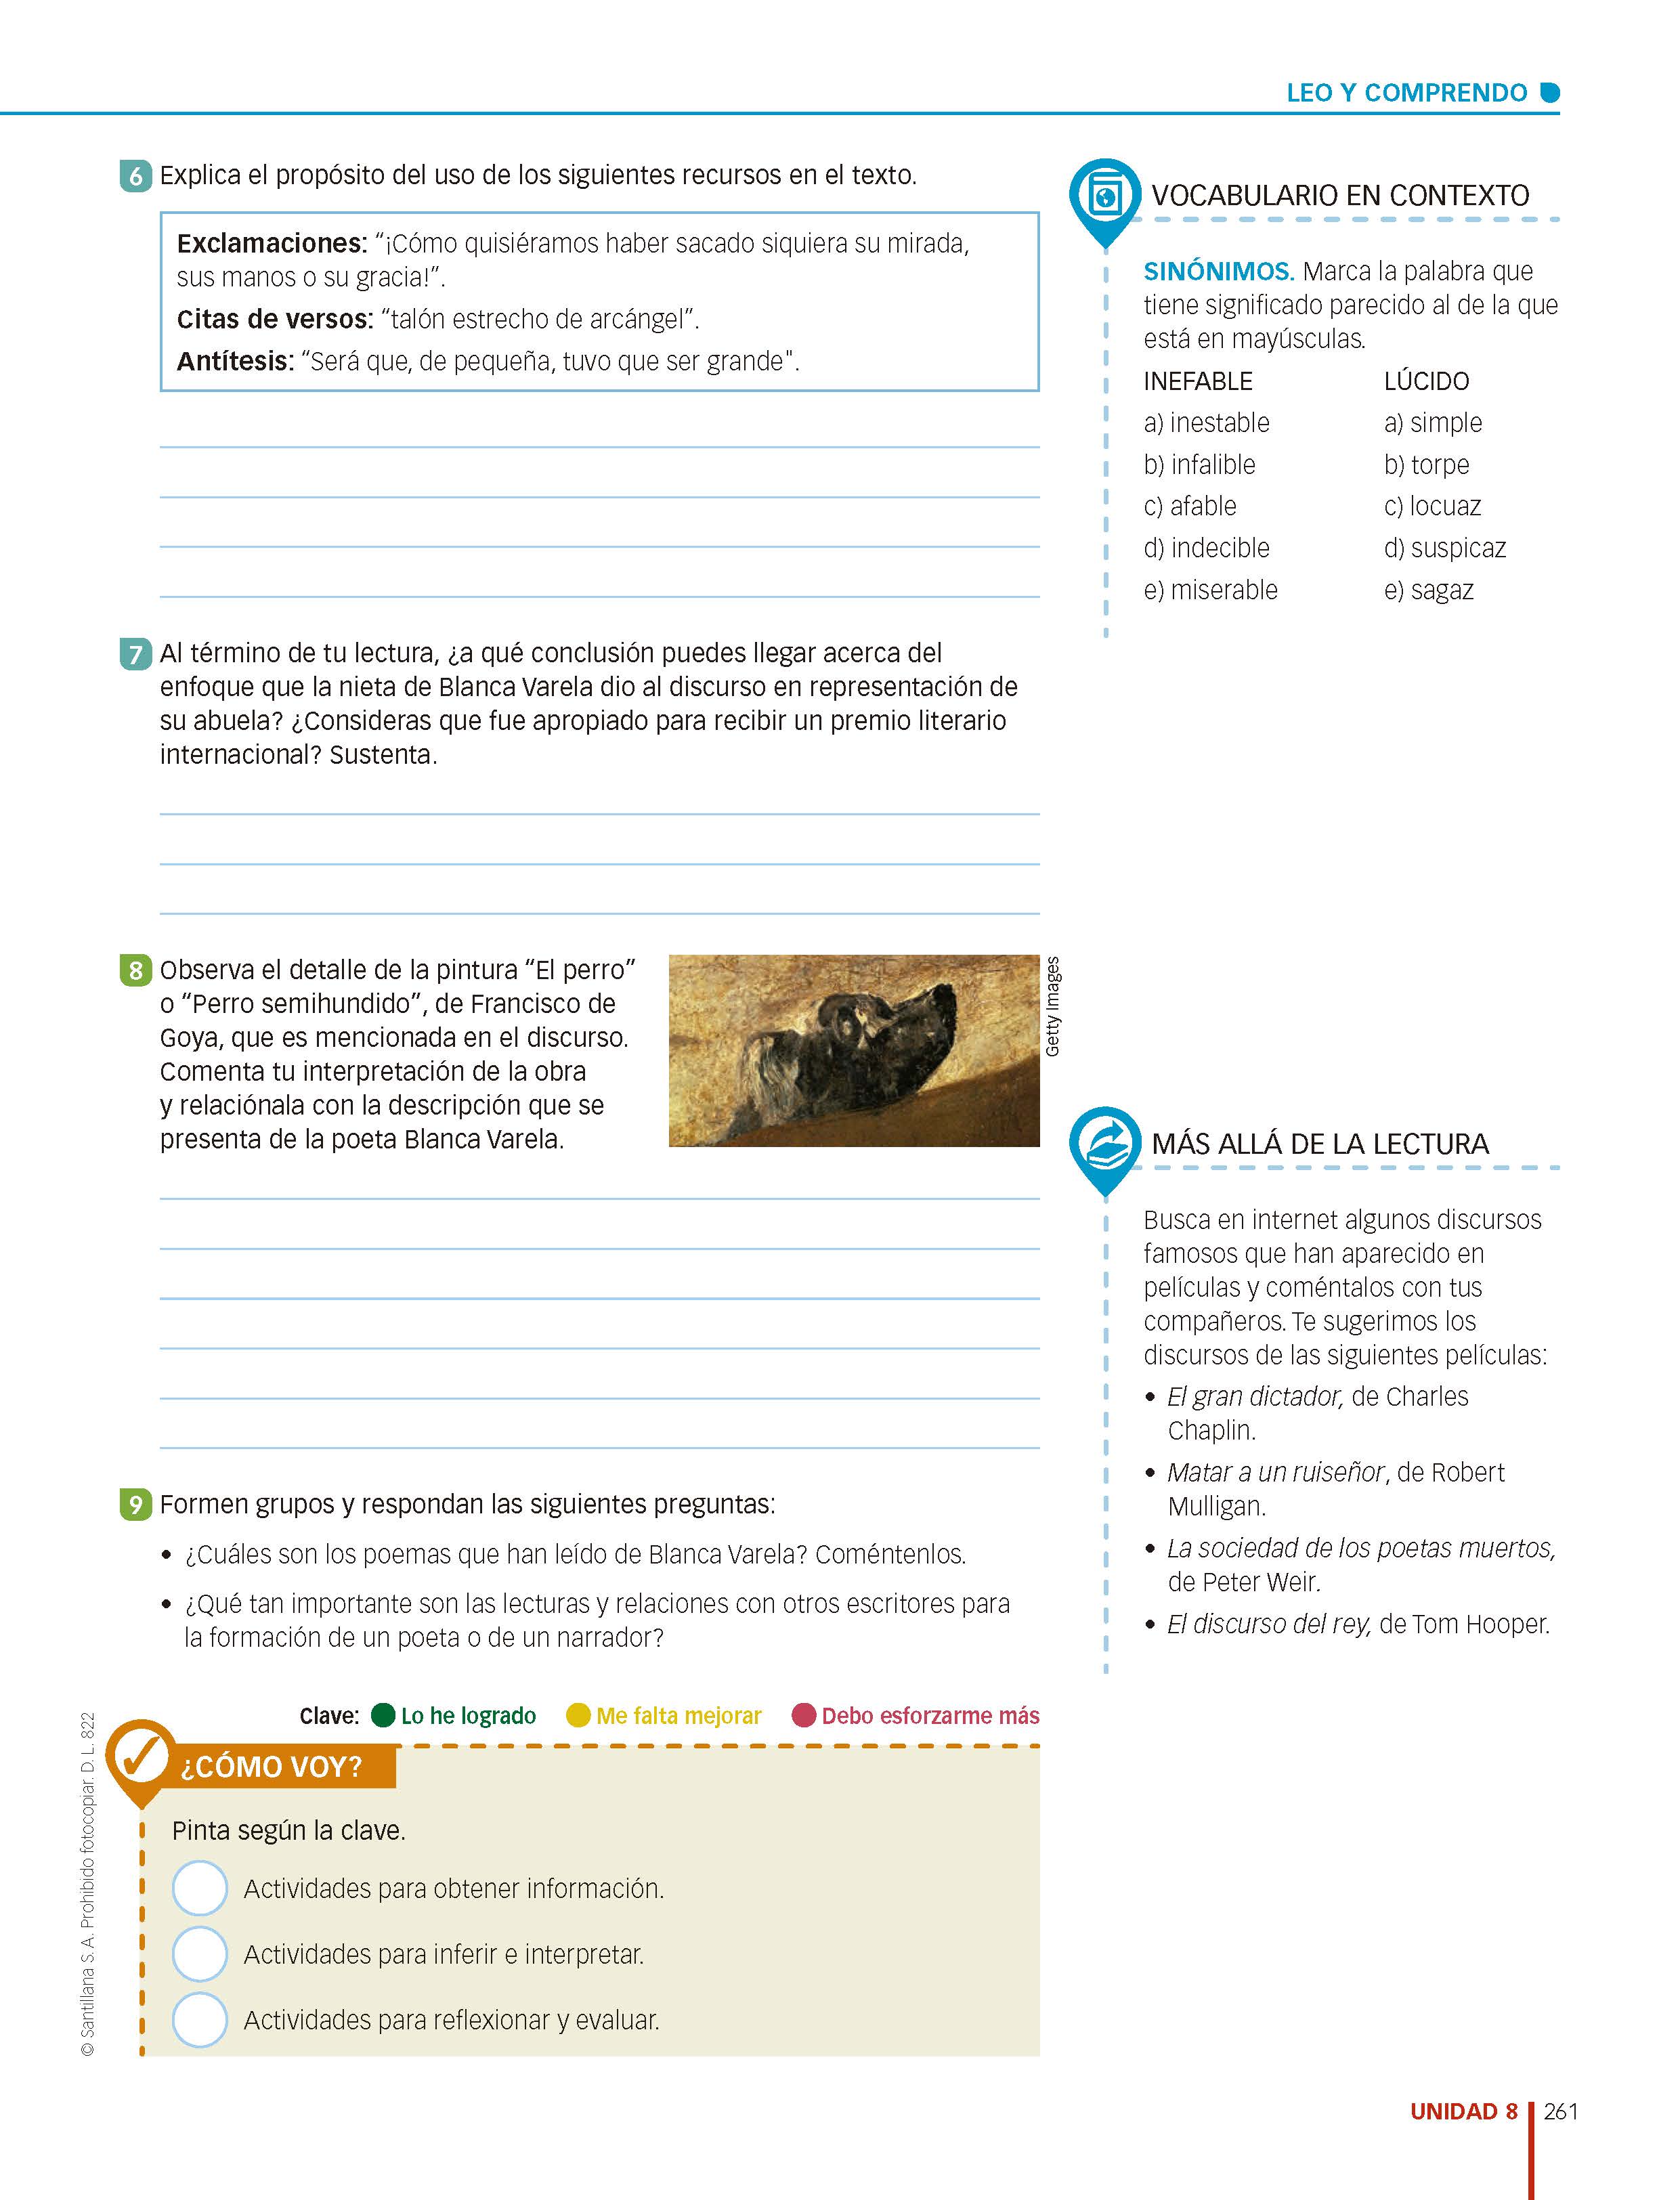 LEO Y COMPRENDO
6 Explica el propósito del uso de los siguientes recursos en el texto.
Exclamaciones: “¡Cómo quisiéramos haber sacado siquiera su mirada,
sus manos o su gracia!”.
Citas de versos: “talón estrecho de arcángel”.
Antítesis: “Será que, de pequeña, tuvo que ser grande".
7 Al término de tu lectura, ¿a qué conclusión puedes llegar acerca del
enfoque que la nieta de Blanca Varela dio al discurso en representación de
su abuela? ¿Consideras que fue apropiado para recibir un premio literario
internacional? Sustenta.
8 Observa el detalle de la pintura “El perro”
o “Perro semihundido”, de Francisco de
Goya, que es mencionada en el discurso.
Comenta tu interpretación de la obra
y relaciónala con la descripción que se
presenta de la poeta Blanca Varela.
Getty Images
9 Formen grupos y respondan las siguientes preguntas:
• ¿Cuáles son los poemas que han leído de Blanca Varela? Coméntenlos.
• ¿Qué tan importante son las lecturas y relaciones con otros escritores para
la formación de un poeta o de un narrador?
Clave: Lo he logrado Me falta mejorar Debo esforzarme más
¿CÓMO VOY?
Pinta según la clave.
Actividades para obtener información.
Actividades para inferir e interpretar.
Actividades para reflexionar y evaluar.
VOCABULARIO EN CONTEXTO
SINÓNIMOS. Marca la palabra que
tiene significado parecido al de la que
está en mayúsculas.
INEFABLE LÚCIDO
a) inestable a) simple
b) infalible b) torpe
c) afable c) locuaz
d) indecible d) suspicaz
e) miserable e) sagaz
MÁS ALLÁ DE LA LECTURA
Busca en internet algunos discursos
famosos que han aparecido en
películas y coméntalos con tus
compañeros. Te sugerimos los
discursos de las siguientes películas:
• El gran dictador, de Charles
Chaplin.
• Matar a un ruiseñor, de Robert
Mulligan.
• La sociedad de los poetas muertos,
de Peter Weir.
• El discurso del rey, de Tom Hooper.
© Santillana S. A. Prohibido fotocopiar. D. L. 822
UNIDAD 8 261